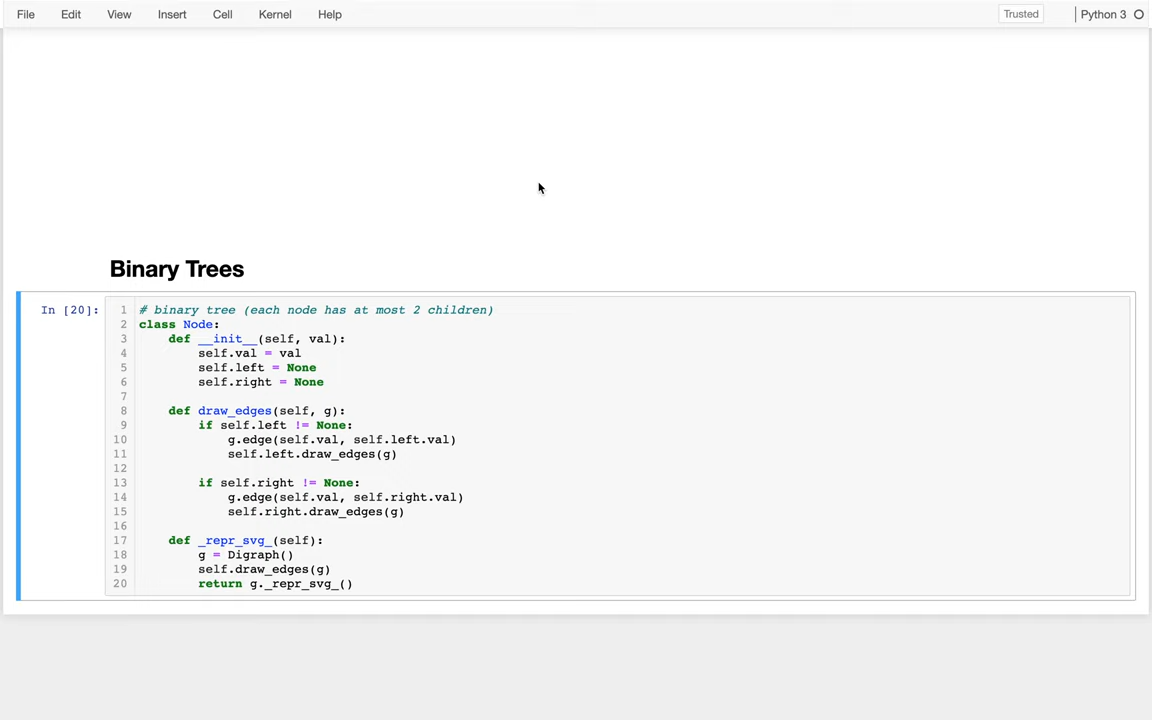 File Edit View Insert Cell Kernel Help Trusted Python 3
Binary Trees
In [20]:
1 # binary tree (each node has at most 2 children)
2 class Node:
3     def __init__(self, val):
4         self.val = val
5         self.left = None
6         self.right = None
7
8     def draw_edges(self, g):
9         if self.left != None:
10             g.edge(self.val, self.left.val)
11             self.left.draw_edges(g)
12
13         if self.right != None:
14             g.edge(self.val, self.right.val)
15             self.right.draw_edges(g)
16
17     def _repr_svg_(self):
18         g = Digraph()
19         self.draw_edges(g)
20         return g._repr_svg_()